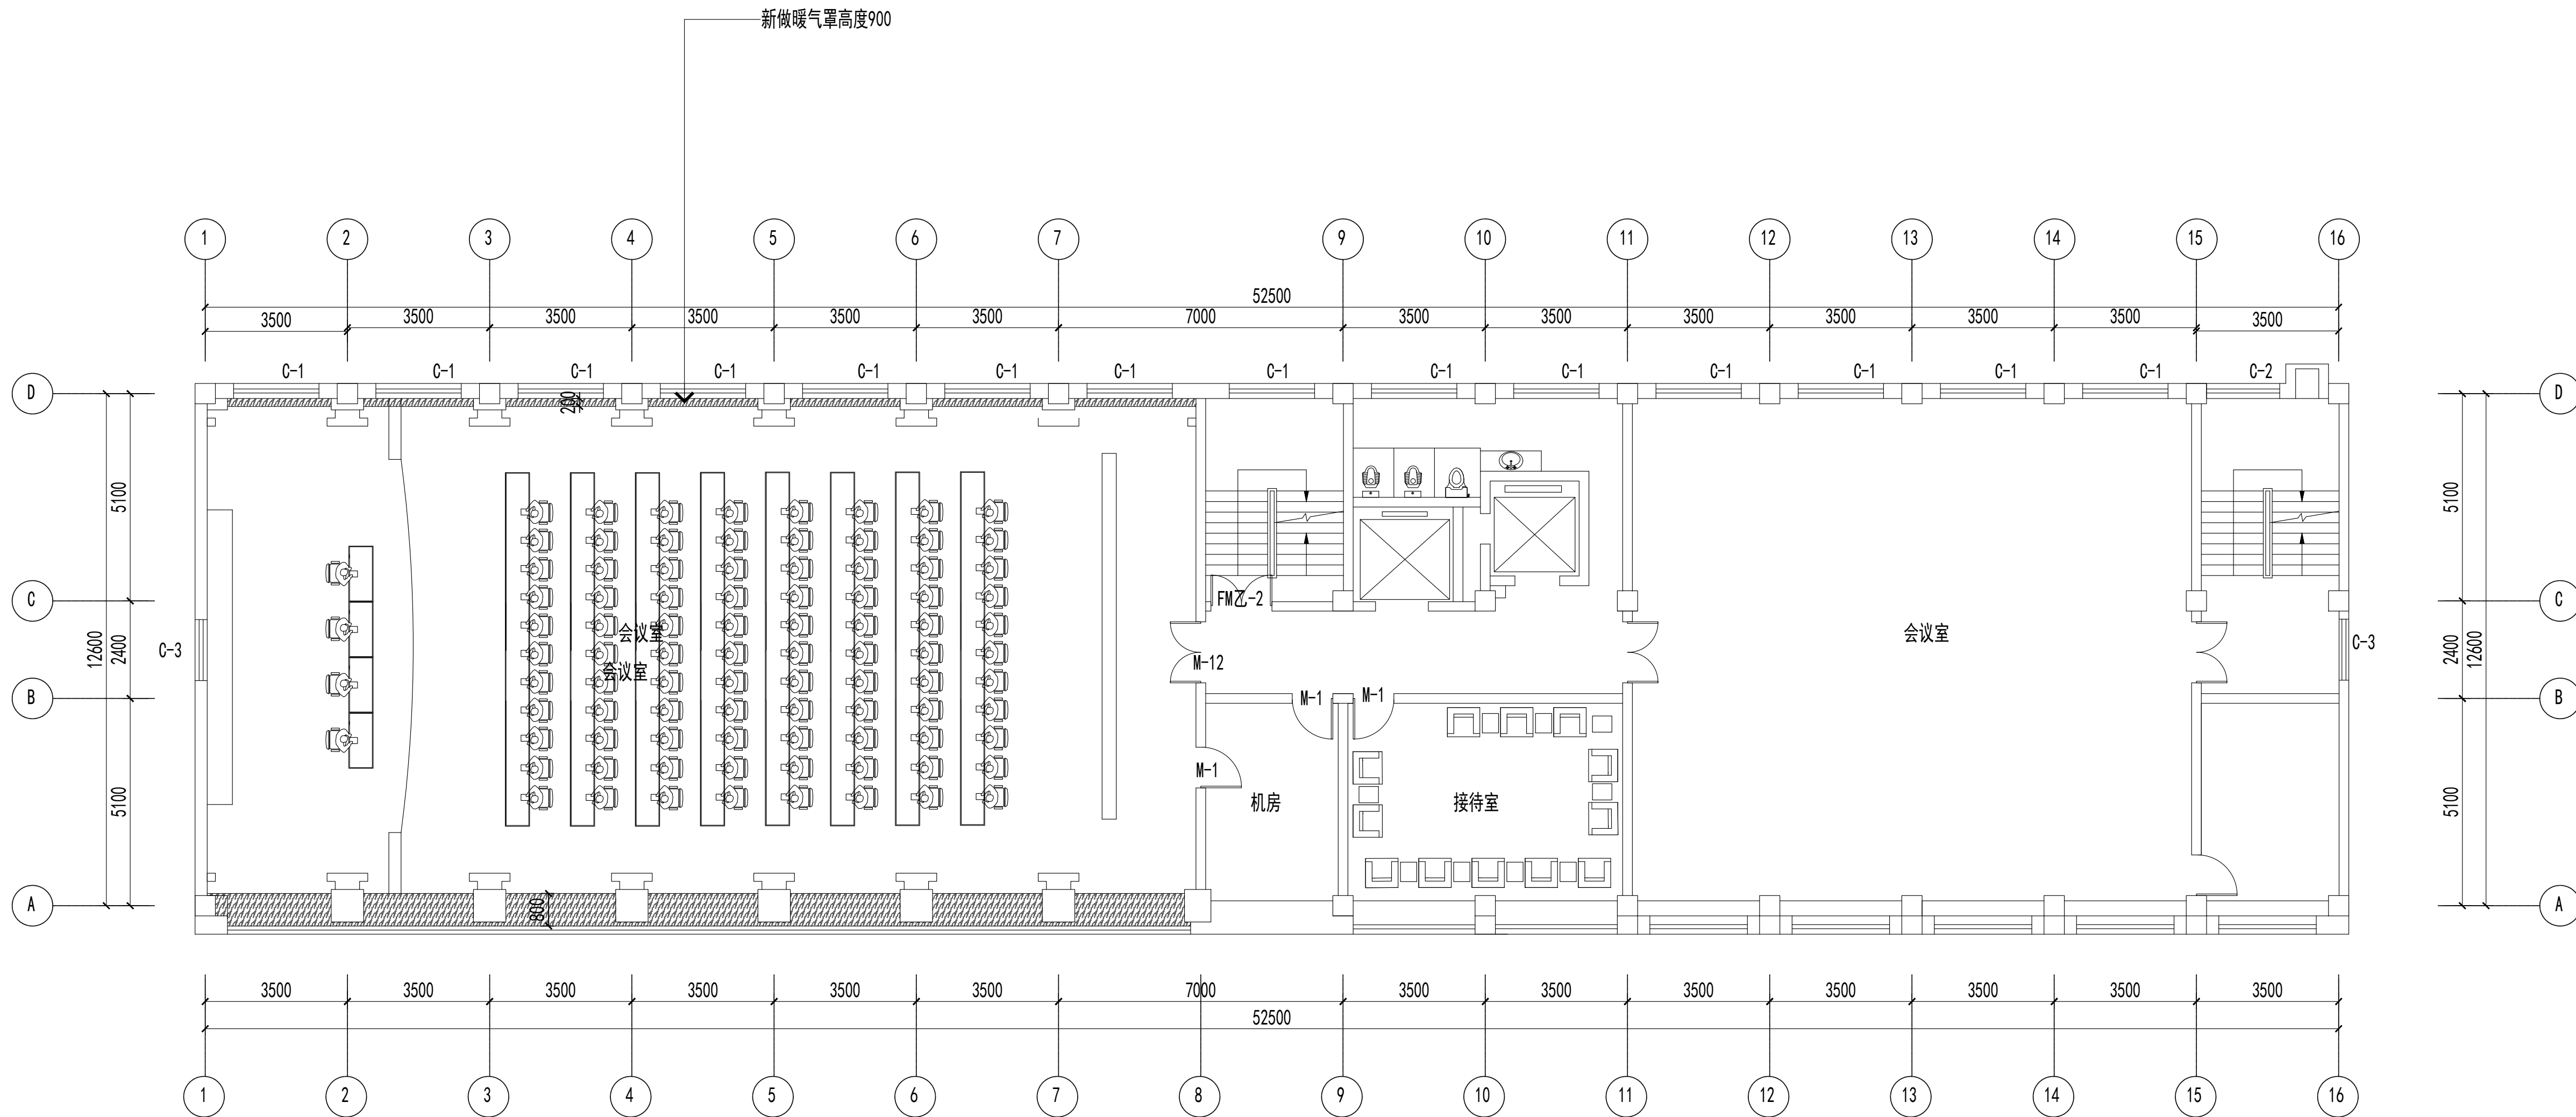 新做暖气罩高度900
1 2 3 4 5 6 7 9 10 11 12 13 14 15 16
52500
3500 3500 3500 3500 3500 3500 7000 3500 3500 3500 3500 3500 3500 3500
C-1 C-1 C-1 C-1 C-1 C-1 C-1 C-1 C-1 C-1 C-1 C-1 C-1 C-1 C-2
D D
200
5100 5100
C FM乙-2 C
会议室 会议室
12600 2400 C-3 C-3 2400 12600
会议室 M-12
B M-1 M-1 B
M-1
5100 机房 接待室 5100
A 800 A
3500 3500 3500 3500 3500 3500 7000 3500 3500 3500 3500 3500 3500 3500
52500
1 2 3 4 5 6 7 8 9 10 11 12 13 14 15 16